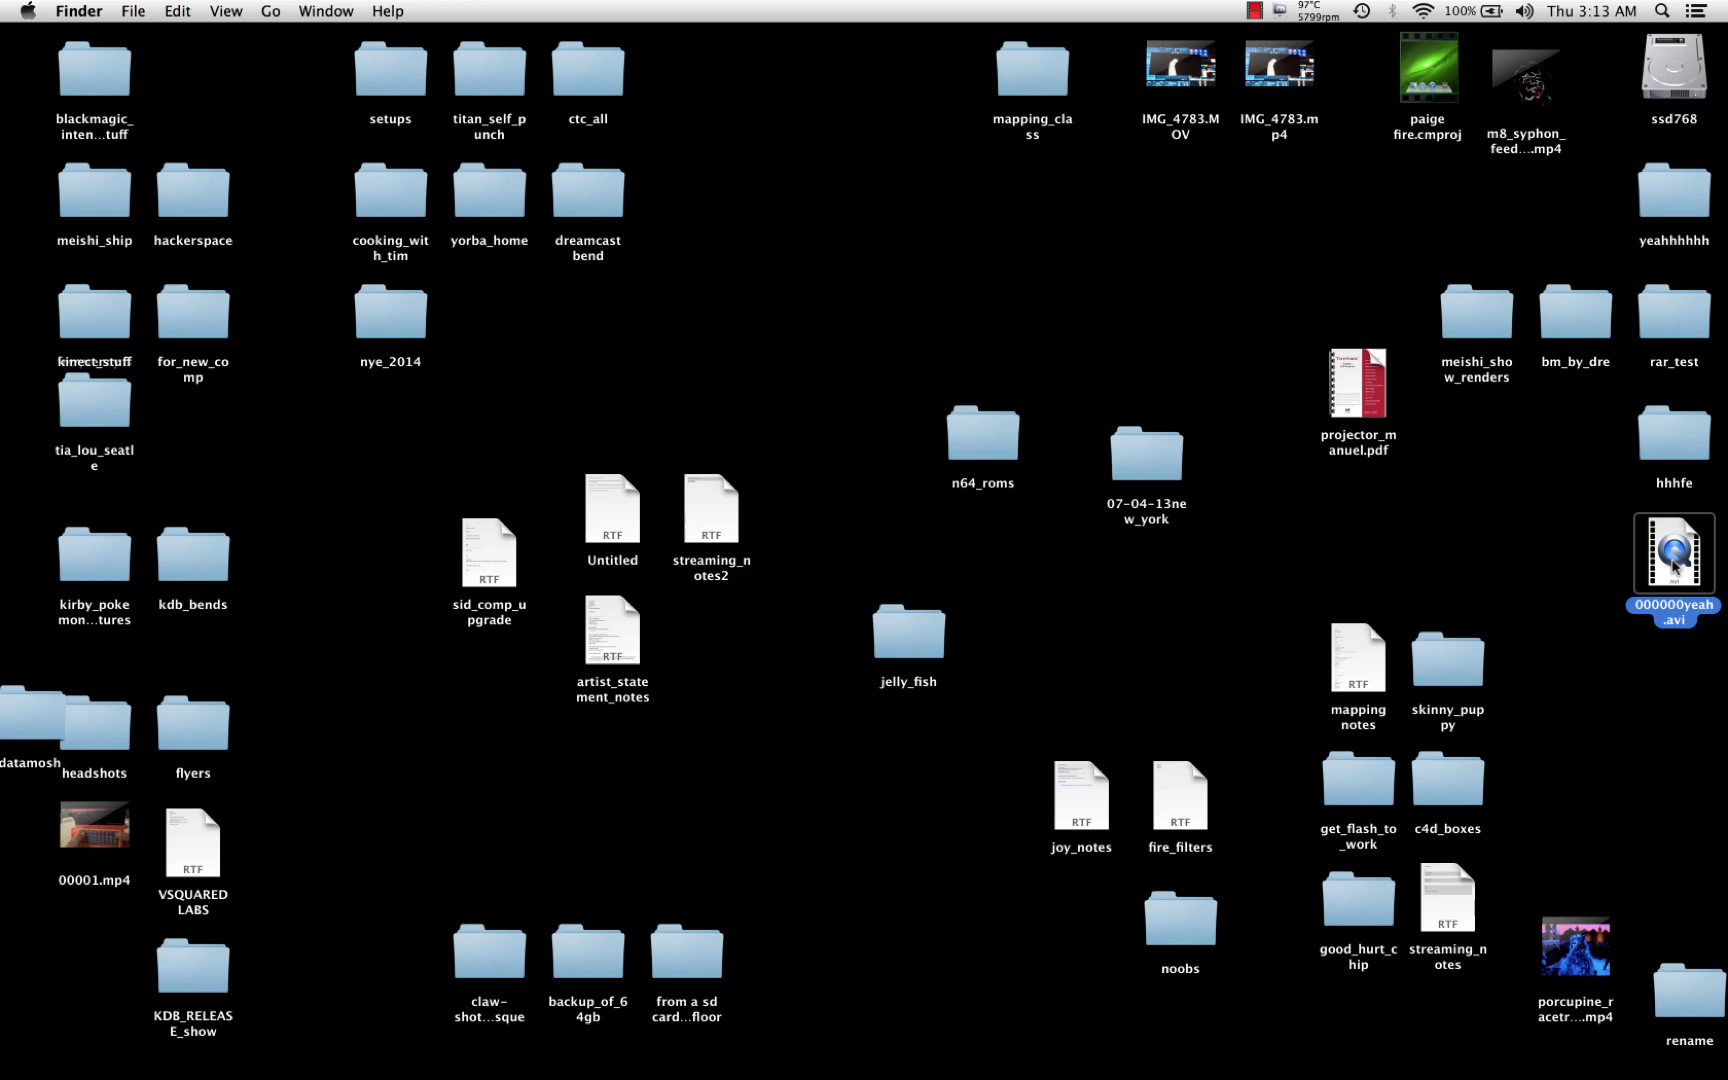 Finder File Edit View Go Window Help
97°C
5799rpm
100%
Thu 3:13 AM
blackmagic_
inten...tuff
setups
titan_self_p
unch
ctc_all
mapping_cla
ss
IMG_4783.M
OV
IMG_4783.m
p4
paige
fire.cmproj
m8_syphon_
feed....mp4
ssd768
meishi_ship
hackerspace
cooking_wit
h_tim
yorba_home
dreamcast
bend
yeahhhhhh
kinect_stuff
for_new_co
mp
nye_2014
meishi_sho
w_renders
bm_by_dre
rar_test
tia_lou_seatl
e
projector_m
anuel.pdf
n64_roms
07-04-13ne
w_york
hhhfe
RTF
Untitled
RTF
streaming_n
otes2
RTF
sid_comp_u
pgrade
kirby_poke
mon...tures
kdb_bends
000000yeah
.avi
RTF
artist_state
ment_notes
jelly_fish
RTF
mapping
notes
skinny_pup
py
datamosh
headshots
flyers
RTF
joy_notes
RTF
fire_filters
get_flash_to
_work
c4d_boxes
00001.mp4
RTF
VSQUARED
LABS
noobs
good_hurt_c
hip
RTF
streaming_n
otes
KDB_RELEAS
E_show
claw-
shot...sque
backup_of_6
4gb
from a sd
card...floor
porcupine_r
acetr....mp4
rename